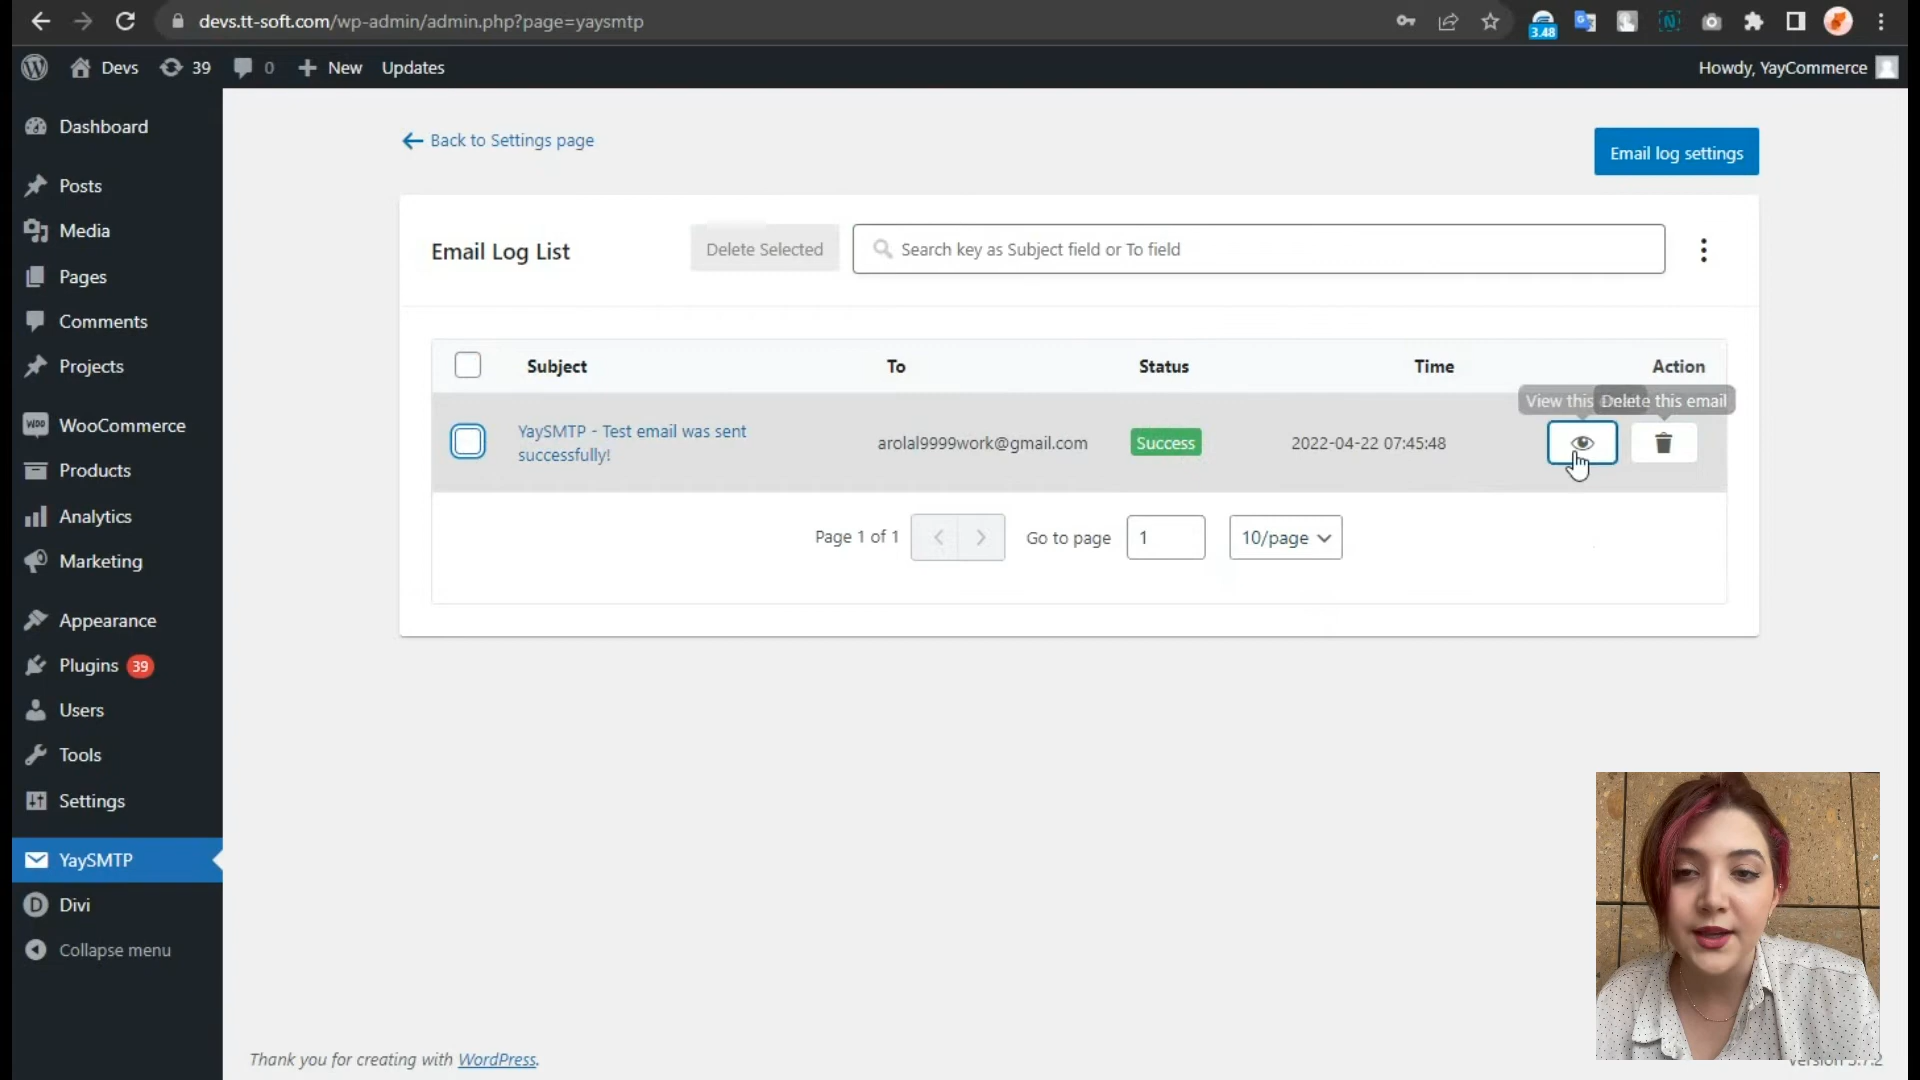 devs.tt-soft.com/wp-admin/admin.php?page=yaysmtp
3.48
Devs
39
0
New
Updates
Howdy, YayCommerce
Dashboard
Posts
Media
Pages
Comments
Projects
WooCommerce
Products
Analytics
Marketing
Appearance
Plugins 39
Users
Tools
Settings
YaySMTP
Divi
Collapse menu
Back to Settings page
Email log settings
Email Log List
Delete Selected
Search key as Subject field or To field
Subject To Status Time Action
View this
Delete this email
YaySMTP - Test email was sent
successfully!
arolal9999work@gmail.com
Success
2022-04-22 07:45:48
Page 1 of 1
Go to page
1
10/page
Thank you for creating with WordPress.